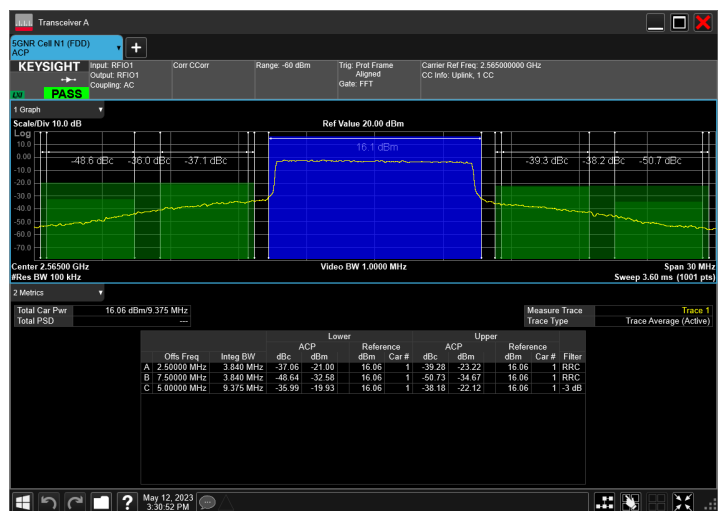 Transceiver A
5GNR Cell N1 (FDD)
ACP
KEYSIGHT
LXI
PASS
Input: RFIO1
Output: RFIO1
Coupling: AC
Corr CCorr
Range: -60 dBm
Trig: Prot Frame
Aligned
Gate: FFT
Carrier Ref Freq: 2.565000000 GHz
CC Info: Uplink, 1 CC
1 Graph
Scale/Div 10.0 dB
Ref Value 20.00 dBm
Log
10.0
0.00
-10.0
-20.0
-30.0
-40.0
-50.0
-60.0
-70.0
16.1 dBm
-48.6 dBc
-36.0 dBc
-37.1 dBc
-39.3 dBc
-38.2 dBc
-50.7 dBc
Center 2.56500 GHz
Video BW 1.0000 MHz
Span 30 MHz
#Res BW 100 kHz
Sweep 3.60 ms (1001 pts)
2 Metrics
Total Car Pwr 16.06 dBm/9.375 MHz
Total PSD —
Measure Trace Trace 1
Trace Type Trace Average (Active)
Lower Upper
ACP Reference ACP Reference
Offs Freq Integ BW dBc dBm dBm Car # dBc dBm dBm Car # Filter
A 2.50000 MHz 3.840 MHz -37.06 -21.00 16.06 1 -39.28 -23.22 16.06 1 RRC
B 7.50000 MHz 3.840 MHz -48.64 -32.58 16.06 1 -50.73 -34.67 16.06 1 RRC
C 5.00000 MHz 9.375 MHz -35.99 -19.93 16.06 1 -38.18 -22.12 16.06 1 -3 dB
May 12, 2023
3:30:52 PM